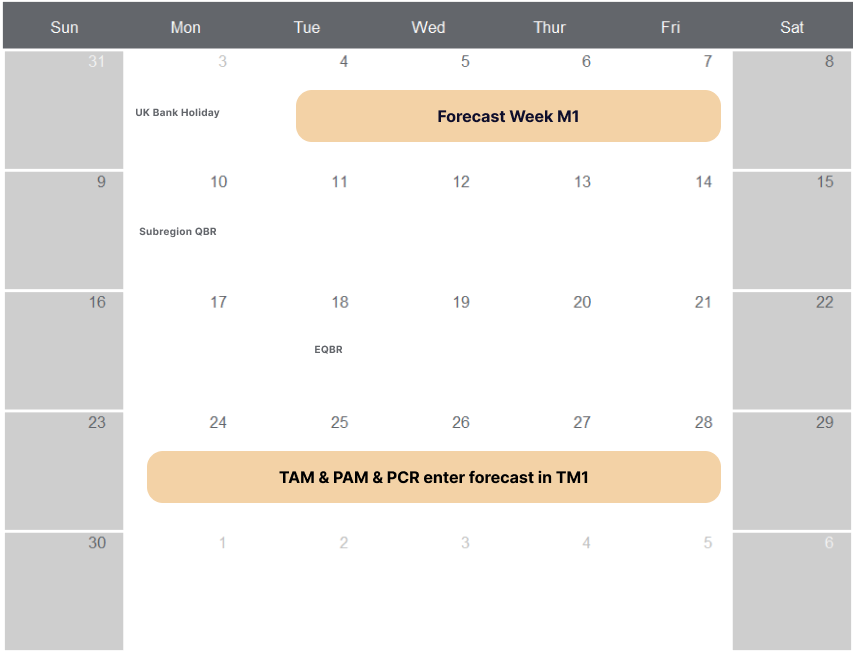 Sun Mon Tue Wed Thur Fri Sat
31 3 4 5 6 7 8
UK Bank Holiday
Forecast Week M1
9 10 11 12 13 14 15
Subregion QBR
16 17 18 19 20 21 22
EQBR
23 24 25 26 27 28 29
TAM & PAM & PCR enter forecast in TM1
30 1 2 3 4 5 6